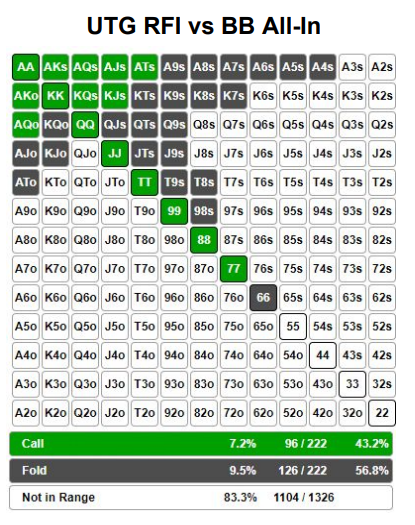 UTG RFI vs BB All-In
AA AKs AQs AJs ATs A9s A8s A7s A6s A5s A4s A3s A2s
AKo KK KQs KJs KTs K9s K8s K7s K6s K5s K4s K3s K2s
AQo KQo QQ QJs QTs Q9s Q8s Q7s Q6s Q5s Q4s Q3s Q2s
AJo KJo QJo JJ JTs J9s J8s J7s J6s J5s J4s J3s J2s
ATo KTo QTo JTo TT T9s T8s T7s T6s T5s T4s T3s T2s
A9o K9o Q9o J9o T9o 99 98s 97s 96s 95s 94s 93s 92s
A8o K8o Q8o J8o T8o 98o 88 87s 86s 85s 84s 83s 82s
A7o K7o Q7o J7o T7o 97o 87o 77 76s 75s 74s 73s 72s
A6o K6o Q6o J6o T6o 96o 86o 76o 66 65s 64s 63s 62s
A5o K5o Q5o J5o T5o 95o 85o 75o 65o 55 54s 53s 52s
A4o K4o Q4o J4o T4o 94o 84o 74o 64o 54o 44 43s 42s
A3o K3o Q3o J3o T3o 93o 83o 73o 63o 53o 43o 33 32s
A2o K2o Q2o J2o T2o 92o 82o 72o 62o 52o 42o 32o 22
Call 7.2% 96 / 222 43.2%
Fold 9.5% 126 / 222 56.8%
Not in Range 83.3% 1104 / 1326